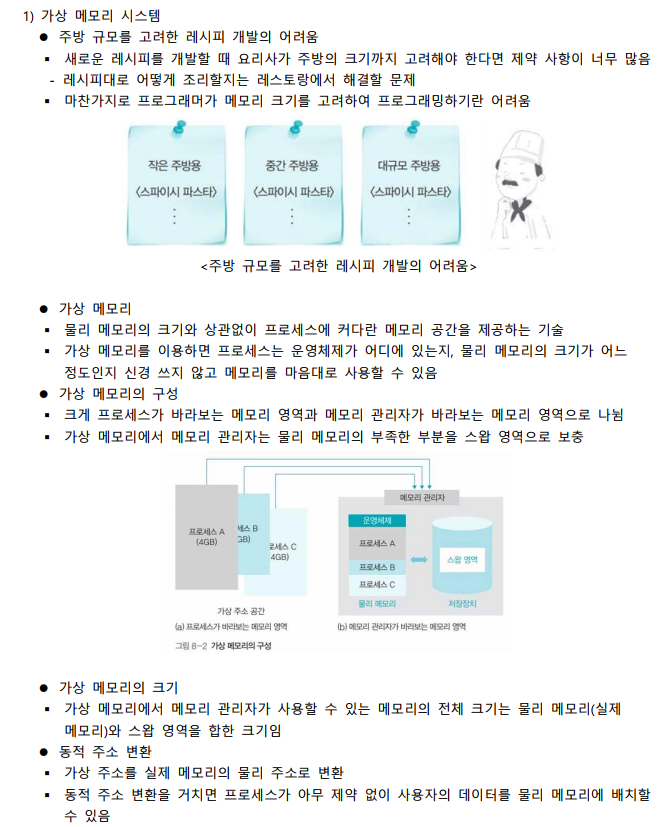 1) 가상 메모리 시스템
● 주방 규모를 고려한 레시피 개발의 어려움
▪ 새로운 레시피를 개발할 때 요리사가 주방의 크기까지 고려해야 한다면 제약 사항이 너무 많음
- 레시피대로 어떻게 조리할지는 레스토랑에서 해결할 문제
▪ 마찬가지로 프로그래머가 메모리 크기를 고려하여 프로그래밍하기란 어려움
작은 주방용
〈스파이시 파스타〉
⋮
중간 주방용
〈스파이시 파스타〉
⋮
대규모 주방용
〈스파이시 파스타〉
⋮
<주방 규모를 고려한 레시피 개발의 어려움>
● 가상 메모리
▪ 물리 메모리의 크기와 상관없이 프로세스에 커다란 메모리 공간을 제공하는 기술
▪ 가상 메모리를 이용하면 프로세스는 운영체제가 어디에 있는지, 물리 메모리의 크기가 어느
정도인지 신경 쓰지 않고 메모리를 마음대로 사용할 수 있음
● 가상 메모리의 구성
▪ 크게 프로세스가 바라보는 메모리 영역과 메모리 관리자가 바라보는 메모리 영역으로 나뉨
▪ 가상 메모리에서 메모리 관리자는 물리 메모리의 부족한 부분을 스왑 영역으로 보충
프로세스 A
(4GB)
세스 B
GB)
로세스 C
4GB)
가상 주소 공간
(a) 프로세스가 바라보는 메모리 영역
메모리 관리자
운영체제
프로세스 A
프로세스 B
프로세스 C
물리 메모리
스왑 영역
저장장치
(b) 메모리 관리자가 바라보는 메모리 영역
그림 8-2 가상 메모리의 구성
● 가상 메모리의 크기
▪ 가상 메모리에서 메모리 관리자가 사용할 수 있는 메모리의 전체 크기는 물리 메모리(실제
메모리)와 스왑 영역을 합한 크기임
● 동적 주소 변환
▪ 가상 주소를 실제 메모리의 물리 주소로 변환
▪ 동적 주소 변환을 거치면 프로세스가 아무 제약 없이 사용자의 데이터를 물리 메모리에 배치할
수 있음